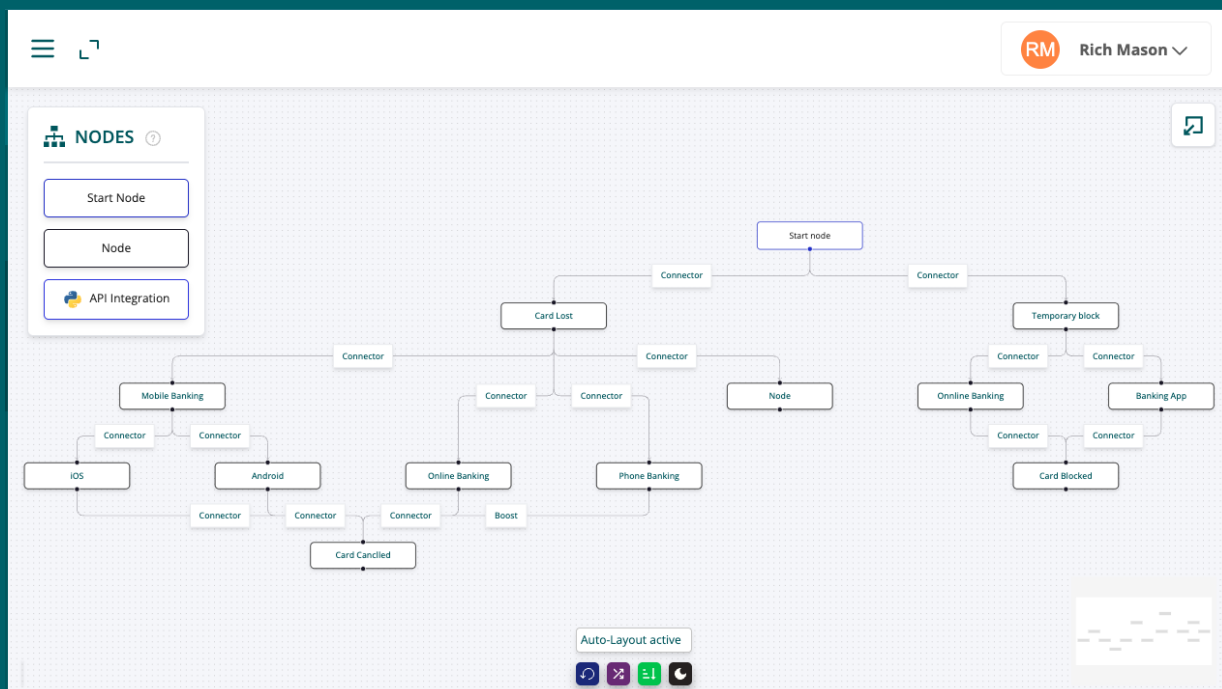 RM
Rich Mason
NODES ?
Start Node
Node
API Integration
Start node
Connector Connector
Card Lost Temporary block
Connector Connector Connector Connector
Mobile Banking Connector Connector Node Onnline Banking Banking App
Connector Connector Connector Connector
iOS Android Online Banking Phone Banking Card Blocked
Connector Connector Connector Boost
Card Canclled
Auto-Layout active